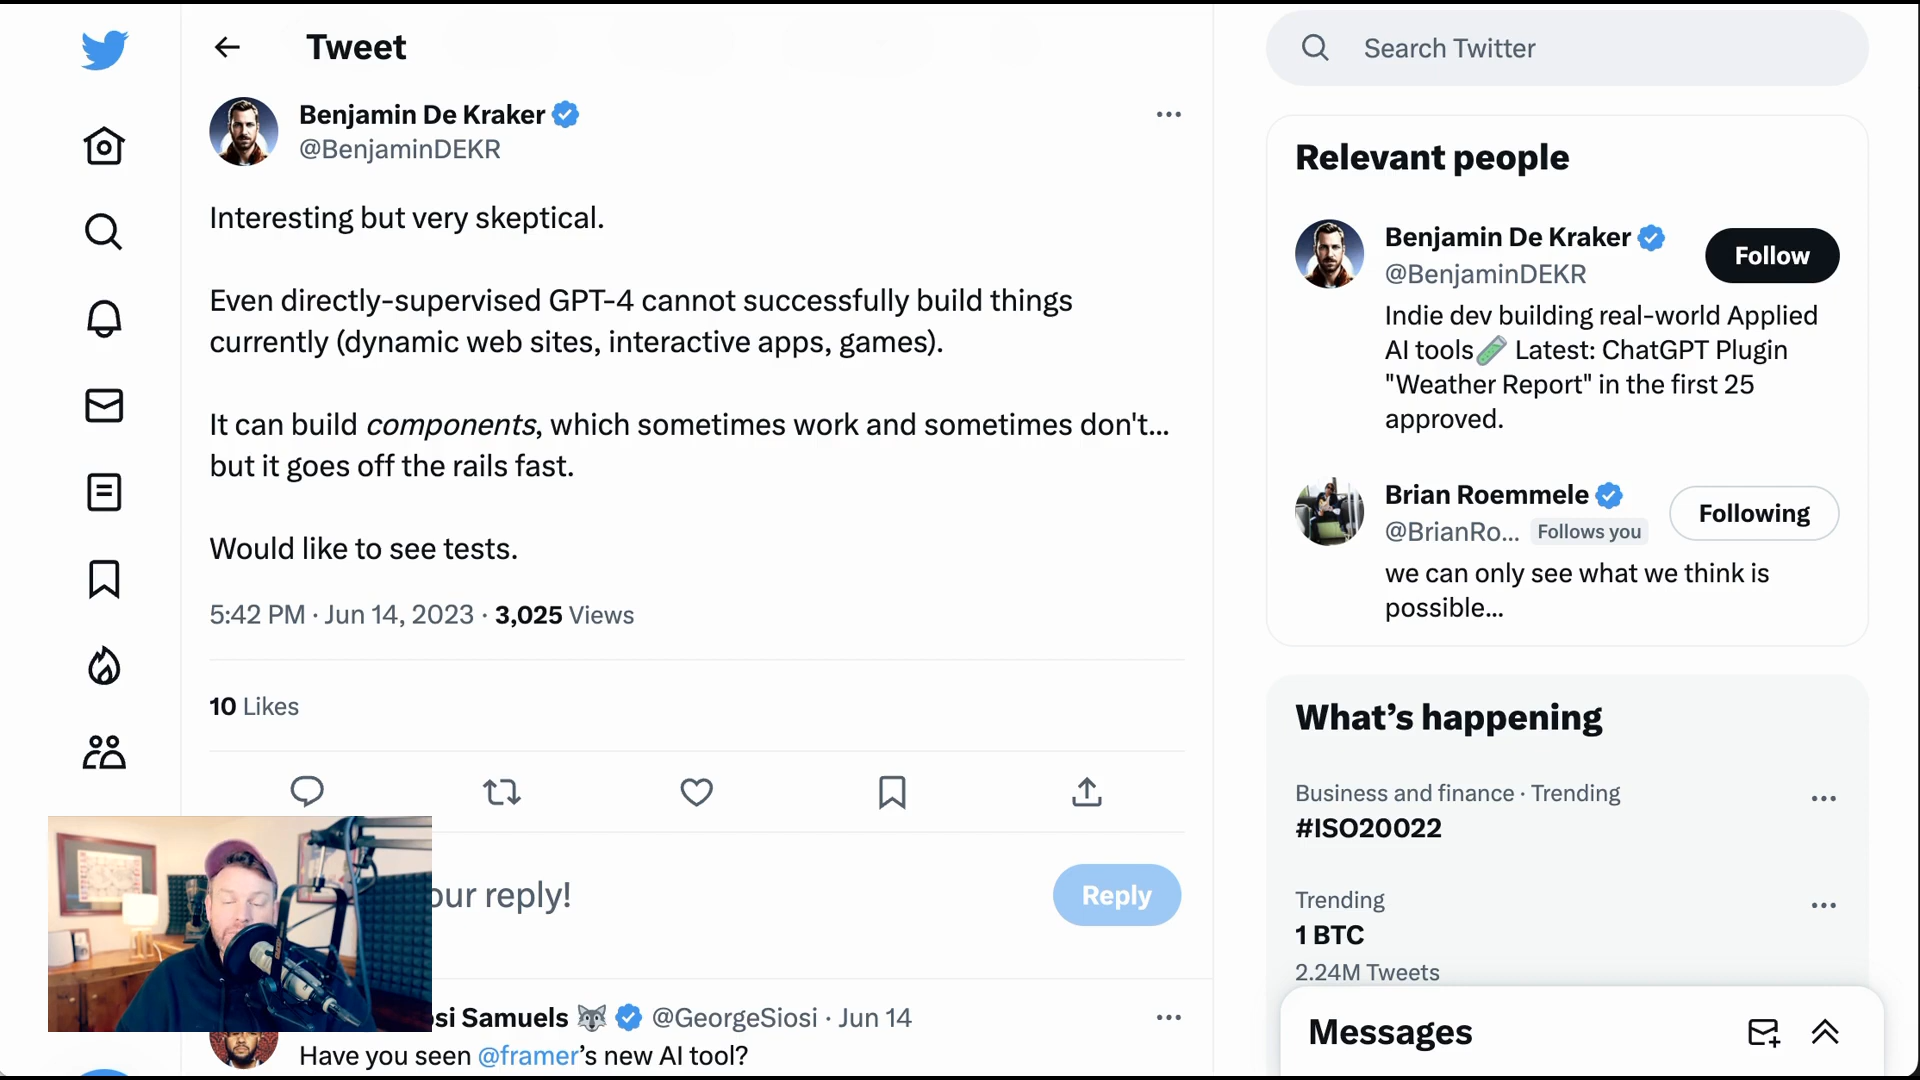 Tweet
Benjamin De Kraker
@BenjaminDEKR
Interesting but very skeptical.
Even directly-supervised GPT-4 cannot successfully build things
currently (dynamic web sites, interactive apps, games).
It can build components, which sometimes work and sometimes don't...
but it goes off the rails fast.
Would like to see tests.
5:42 PM · Jun 14, 2023 · 3,025 Views
10 Likes
our reply!
Reply
si Samuels 🐺 @GeorgeSiosi · Jun 14
Have you seen @framer’s new AI tool?
Search Twitter
Relevant people
Benjamin De Kraker
@BenjaminDEKR
Follow
Indie dev building real-world Applied
AI tools🧪 Latest: ChatGPT Plugin
"Weather Report" in the first 25
approved.
Brian Roemmele
@BrianRo... Follows you
Following
we can only see what we think is
possible...
What’s happening
Business and finance · Trending
#ISO20022
Trending
1 BTC
2.24M Tweets
Messages